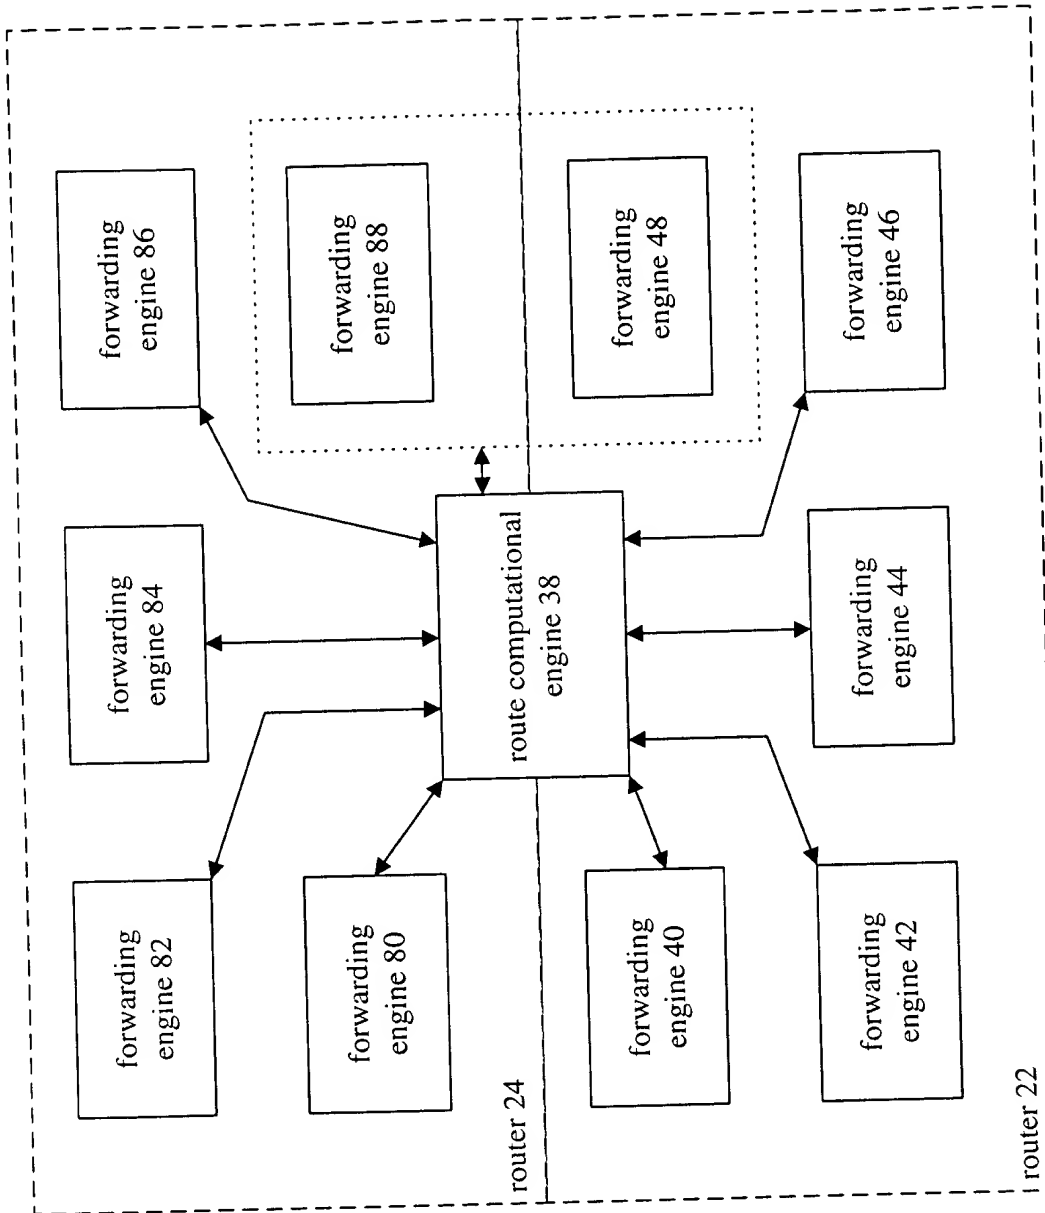 forwarding
engine 82
forwarding
engine 84
forwarding
engine 86
forwarding
engine 80
forwarding
engine 88
router 24
route computational
engine 38
forwarding
engine 40
forwarding
engine 48
forwarding
engine 42
forwarding
engine 44
forwarding
engine 46
router 22